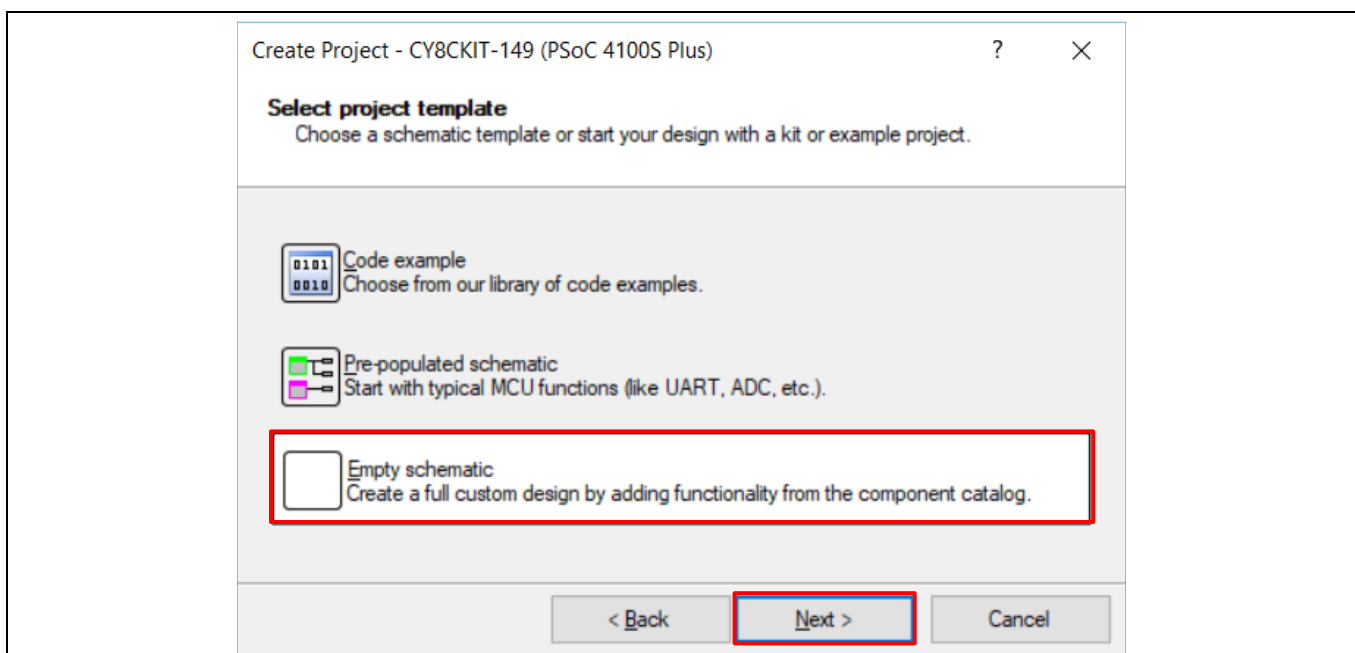 Create Project - CY8CKIT-149 (PSoC 4100S Plus)
?
Select project template
Choose a schematic template or start your design with a kit or example project.
0101
0010
Code example
Choose from our library of code examples.
Pre-populated schematic
Start with typical MCU functions (like UART, ADC, etc.).
Empty schematic
Create a full custom design by adding functionality from the component catalog.
< Back
Next >
Cancel